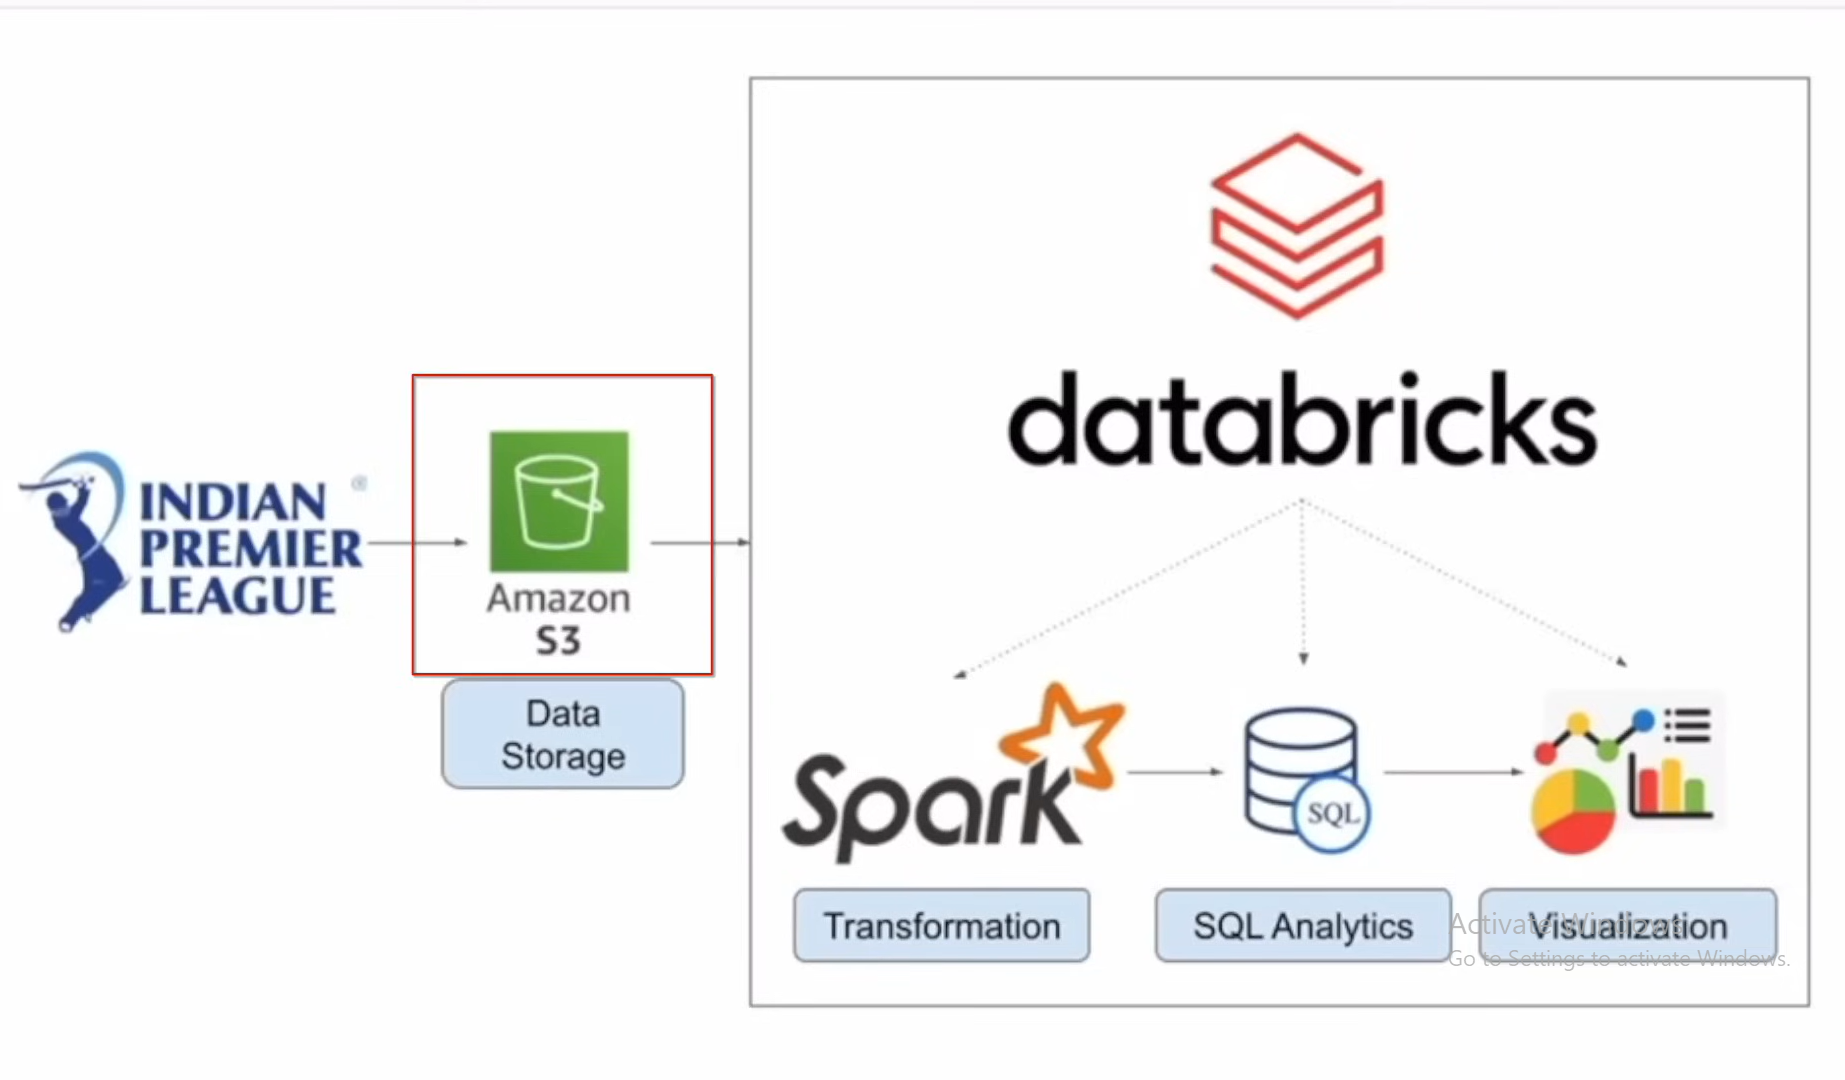 INDIAN ®
PREMIER
LEAGUE
Amazon
S3
Data
Storage
databricks
Spark
SQL
Transformation
SQL Analytics
Visualization
Activate Windows
Go to Settings to activate Windows.